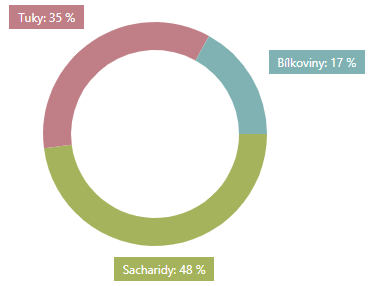 Tuky: 35 %
Bílkoviny: 17 %
Sacharidy: 48 %